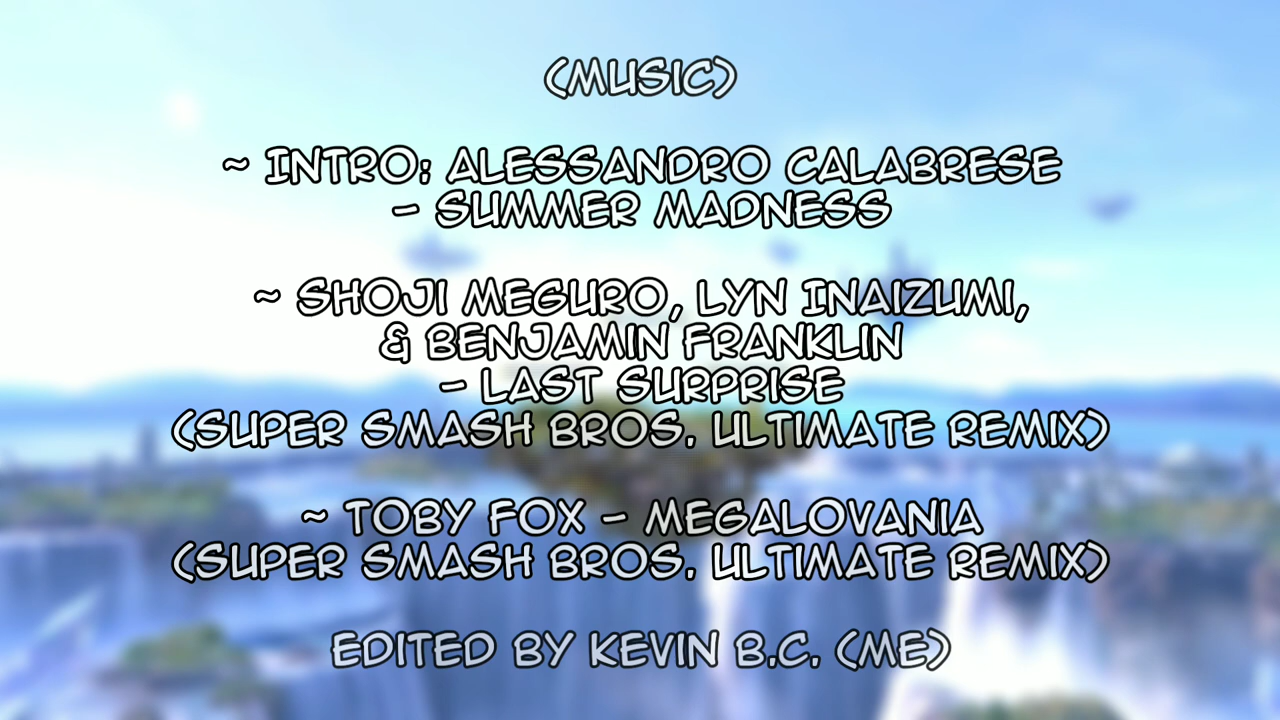 (MUSIC)
~ INTRO: ALESSANDRO CALABRESE
- SUMMER MADNESS
~ SHOJI MEGURO, LYN INAIZUMI,
& BENJAMIN FRANKLIN
- LAST SURPRISE
(SUPER SMASH BROS. ULTIMATE REMIX)
~ TOBY FOX - MEGALOVANIA
(SUPER SMASH BROS. ULTIMATE REMIX)
EDITED BY KEVIN B.C. (ME)